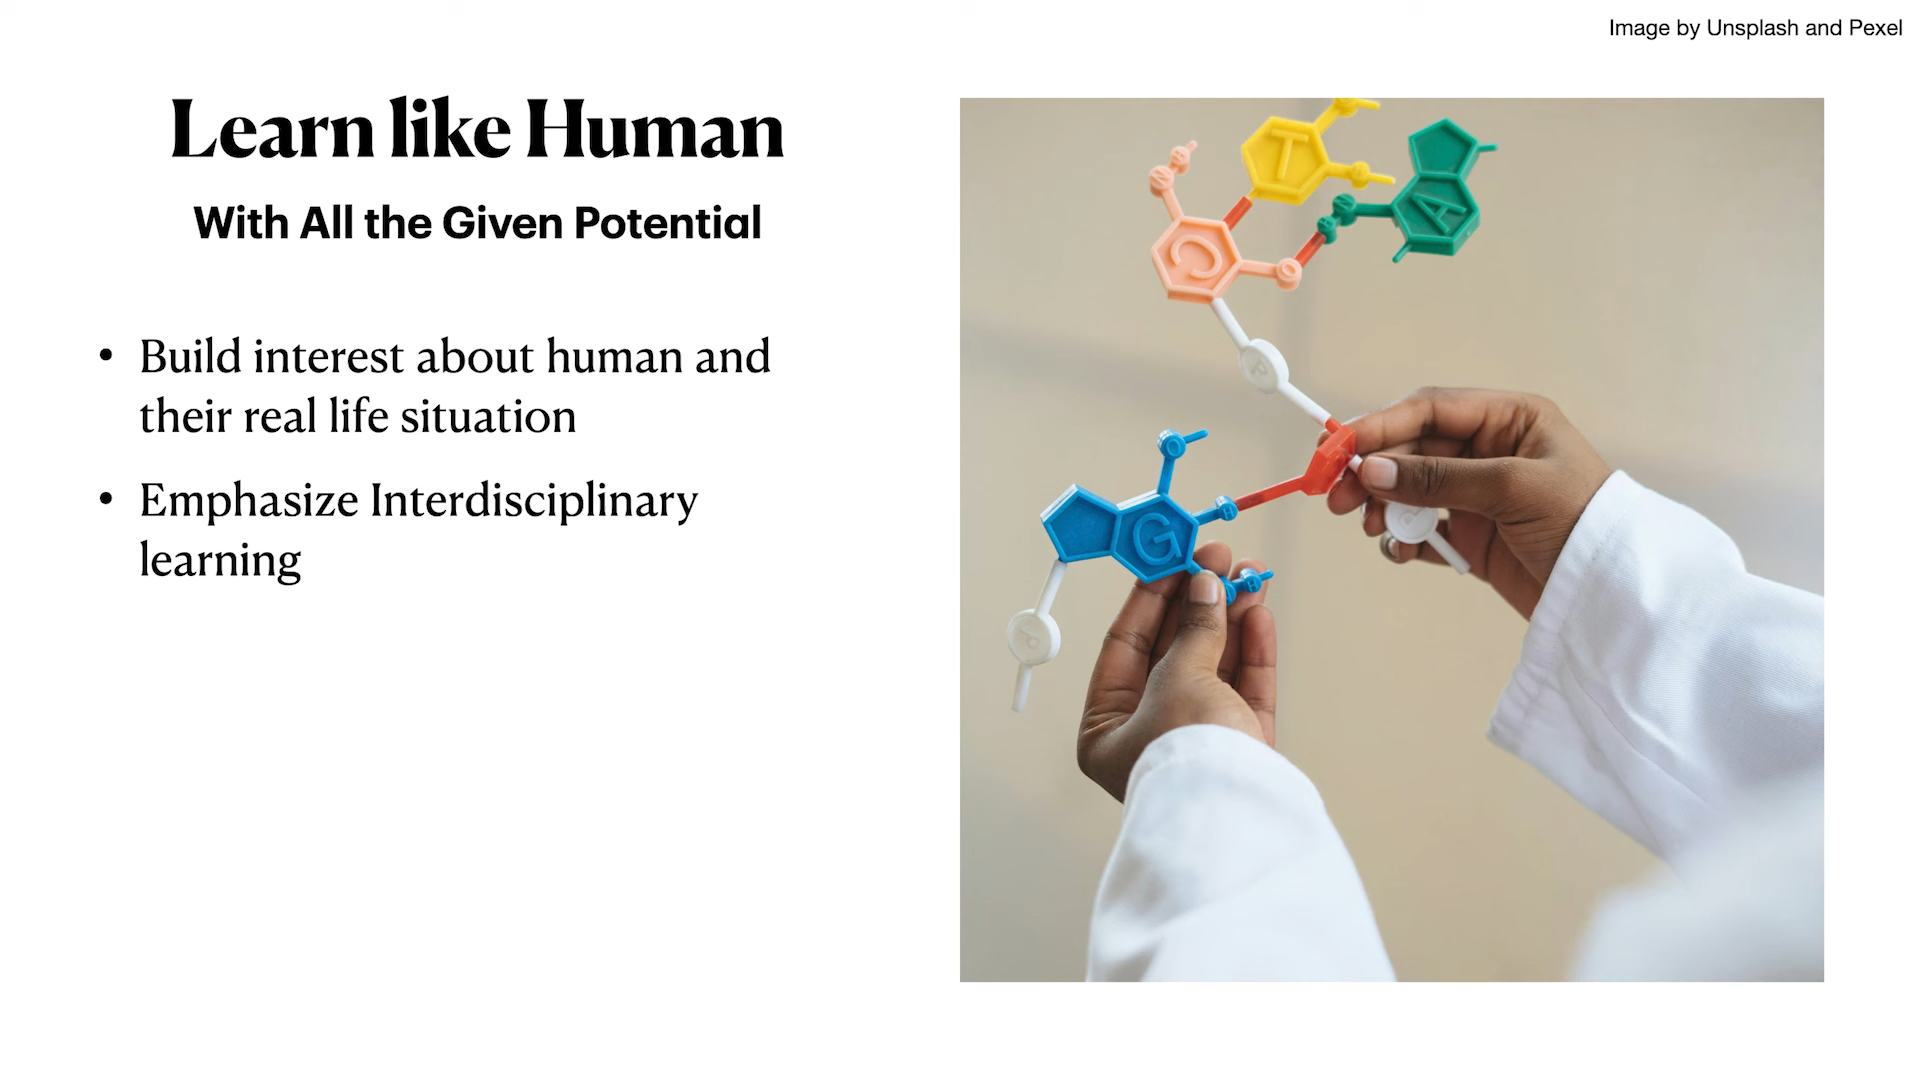 Image by Unsplash and Pexel
Learn like Human
With All the Given Potential
• Build interest about human and
their real life situation
• Emphasize Interdisciplinary
learning
T
A
C
G
P